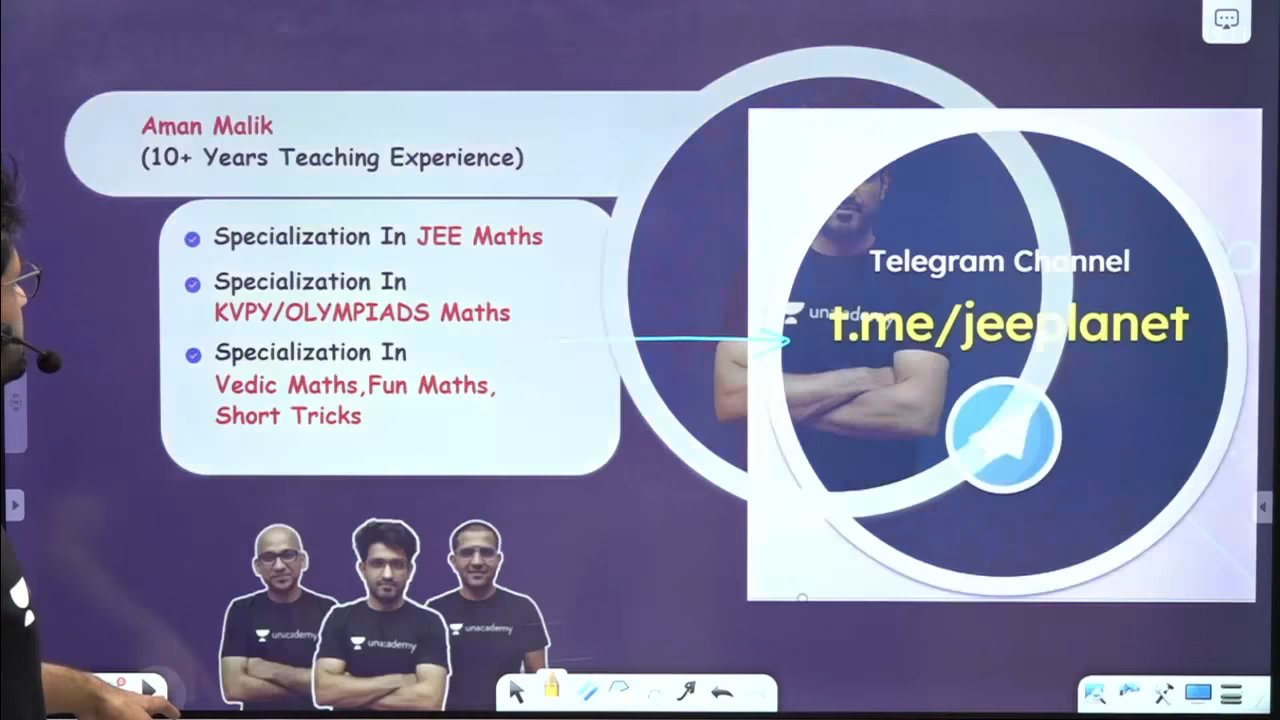 Aman Malik
(10+ Years Teaching Experience)
Specialization In JEE Maths
Specialization In
KVPY/OLYMPIADS Maths
Specialization In
Vedic Maths,Fun Maths,
Short Tricks
Telegram Channel
unacademy
t.me/jeeplanet
unacademy
unacademy
unacademy